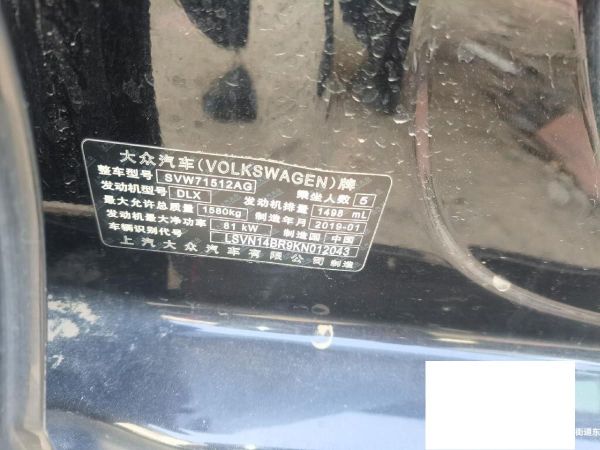 大众汽车(VOLKSWAGEN)牌
整车型号 SVW71512AG 乘坐人数 5
发动机型号 DLX 发动机排量 1498 mL
最大允许总质量 1580kg 制造年月 2019-01
发动机最大净功率 81 kW 制造国 中国
车辆识别代号 LSVN14BR9KN012043
上汽大众汽车有限公司制造
街道东